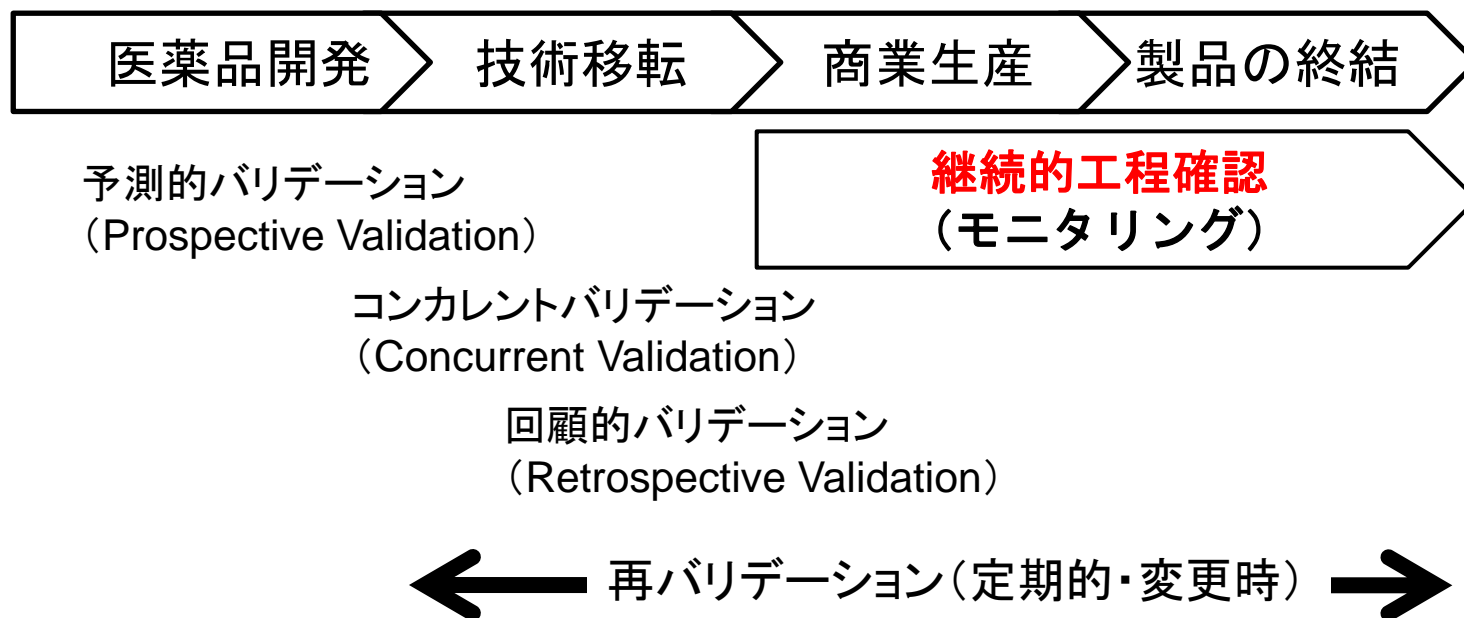 医薬品開発
技術移転
商業生産
製品の終結
継続的工程確認
（モニタリング）
予測的バリデーション
（Prospective Validation）
コンカレントバリデーション
（Concurrent Validation）
回顧的バリデーション
（Retrospective Validation）
再バリデーション（定期的・変更時）